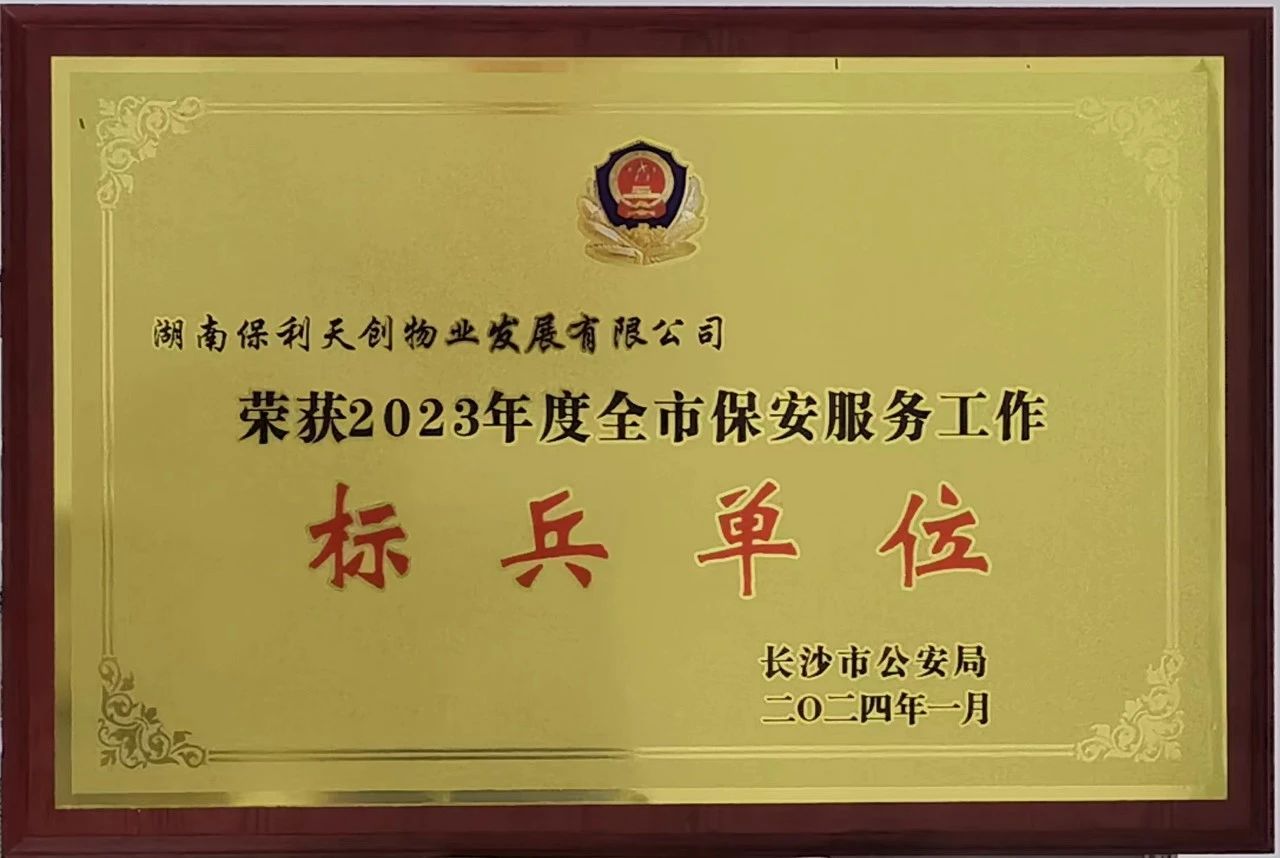 湖南保利天创物业发展有限公司
荣获2023年度全市保安服务工作
标兵单位
长沙市公安局
二〇二四年一月